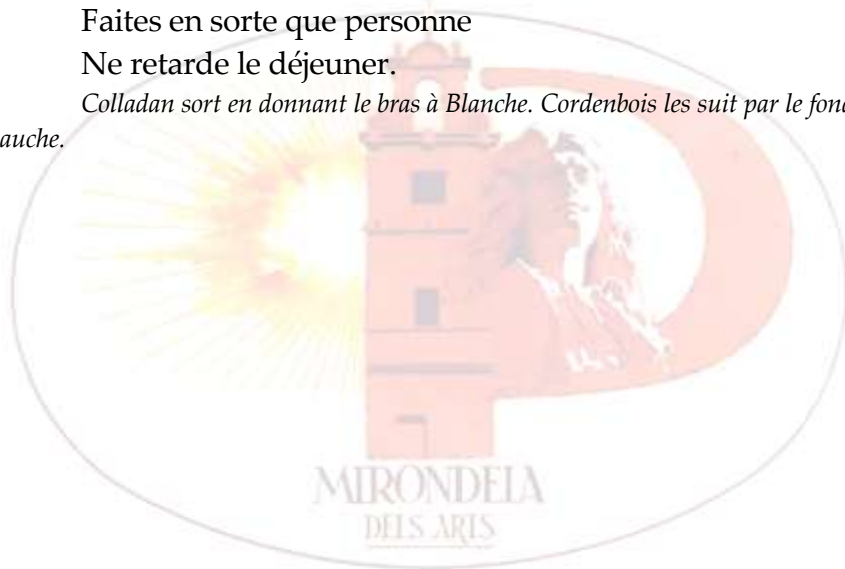 Faites en sorte que personne
Ne retarde le déjeuner.
Colladan sort en donnant le bras à Blanche. Cordenbois les suit par le fond
auche.
MIRONDELA
DELS ARTS